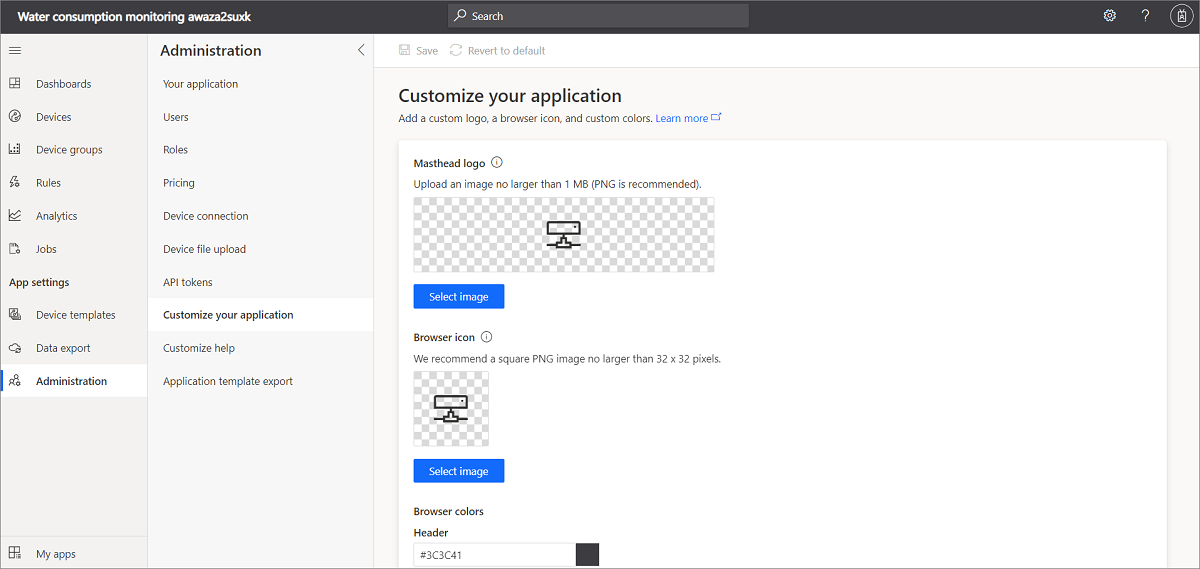 Water consumption monitoring awaza2suxk
Search
?
Dashboards
Devices
Device groups
Rules
Analytics
Jobs
App settings
Device templates
Data export
Administration
My apps
Administration
Your application
Users
Roles
Pricing
Device connection
Device file upload
API tokens
Customize your application
Customize help
Application template export
Save
Revert to default
Customize your application
Add a custom logo, a browser icon, and custom colors. Learn more
Masthead logo
Upload an image no larger than 1 MB (PNG is recommended).
Select image
Browser icon
We recommend a square PNG image no larger than 32 x 32 pixels.
Select image
Browser colors
Header
#3C3C41